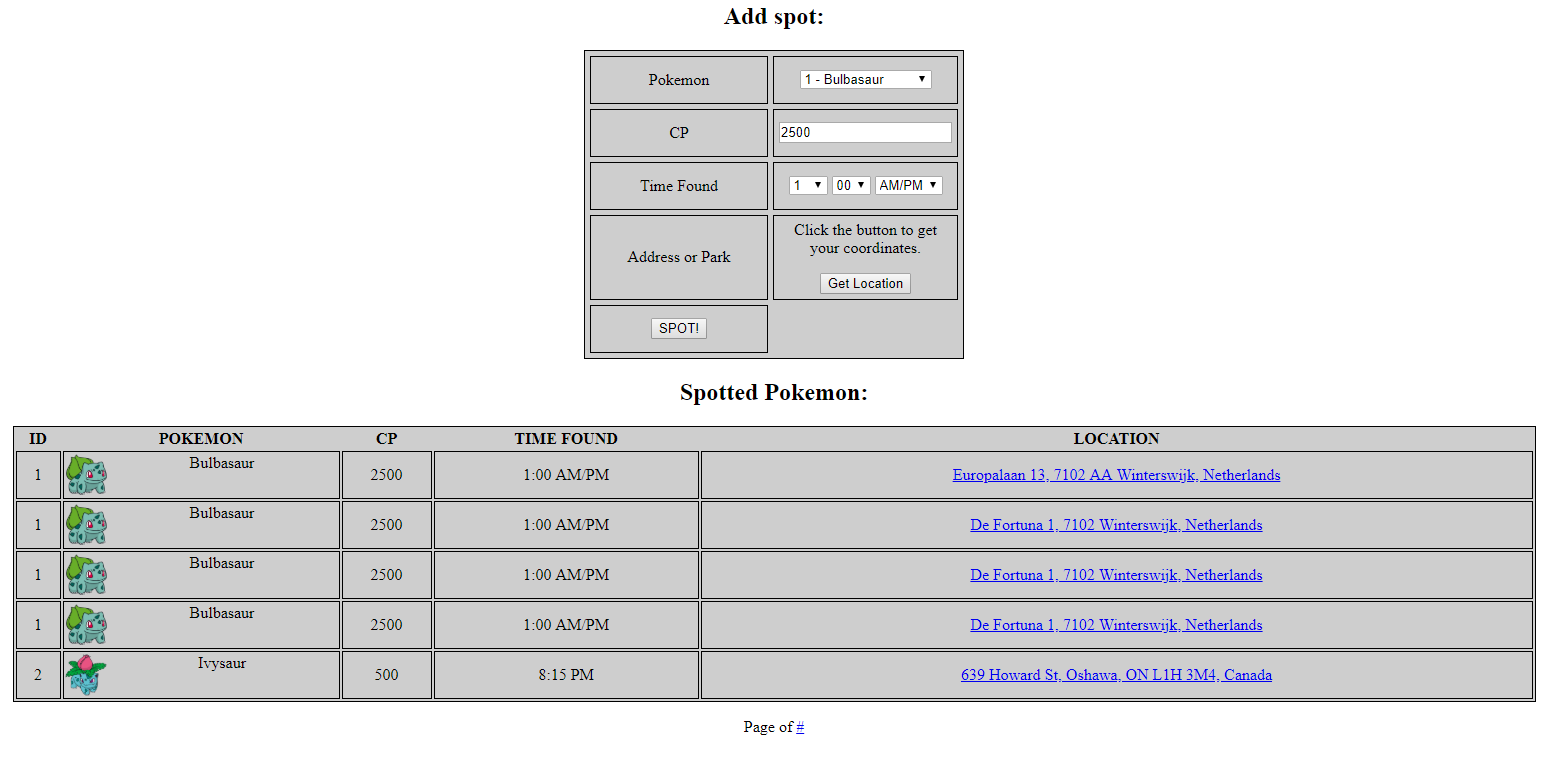 Add spot:
Pokemon 1 - Bulbasaur
CP 2500
Time Found 1 00 AM/PM
Address or Park Click the button to get
your coordinates.
Get Location
SPOT!
Spotted Pokemon:
ID POKEMON CP TIME FOUND LOCATION
1 Bulbasaur 2500 1:00 AM/PM Europalaan 13, 7102 AA Winterswijk, Netherlands
1 Bulbasaur 2500 1:00 AM/PM De Fortuna 1, 7102 Winterswijk, Netherlands
1 Bulbasaur 2500 1:00 AM/PM De Fortuna 1, 7102 Winterswijk, Netherlands
1 Bulbasaur 2500 1:00 AM/PM De Fortuna 1, 7102 Winterswijk, Netherlands
2 Ivysaur 500 8:15 PM 639 Howard St, Oshawa, ON L1H 3M4, Canada
Page of #